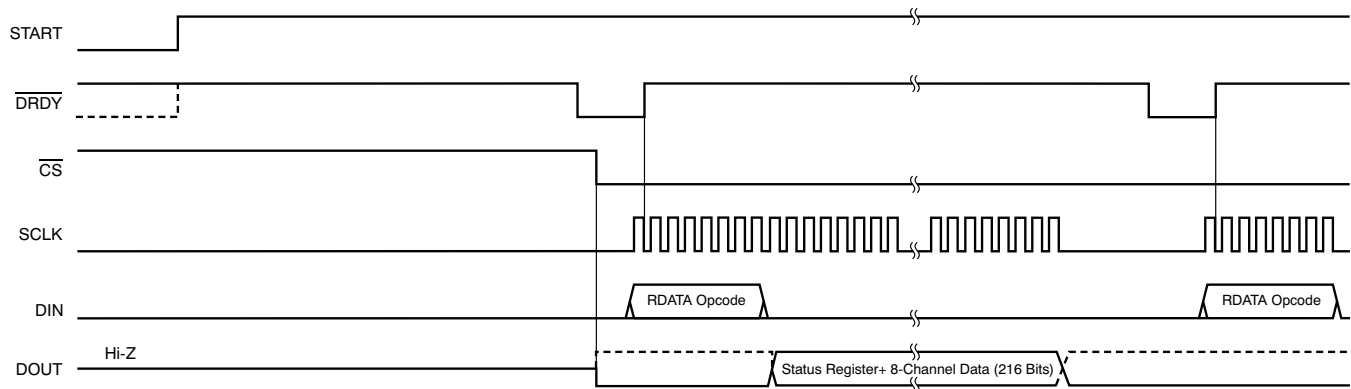 START
DRDY
CS
SCLK
DIN
RDATA Opcode
RDATA Opcode
DOUT
Hi-Z
Status Register+ 8-Channel Data (216 Bits)